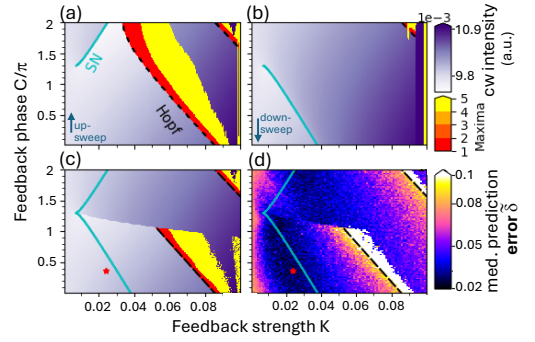 (a)
(b)
1e−3
2
1.5
1
0.5
SN
Hopf
up-
sweep
down-
sweep
10.9
9.8
cw intensity
(a.u.)
5
4
3
2
1
Maxima
Feedback phase C/π
(c)
(d)
2
1.5
1
0.5
0.1
0.08
0.05
0.02
med. prediction
error δ̃
0.02 0.04 0.06 0.08
0.02 0.04 0.06 0.08
Feedback strength K